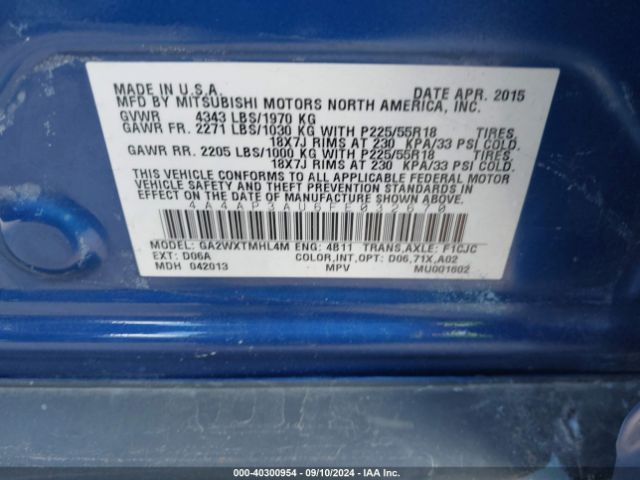 MADE IN U.S.A. DATE APR. 2015
MFD BY MITSUBISHI MOTORS NORTH AMERICA, INC.
GVWR 4343 LBS/1970 KG
GAWR FR. 2271 LBS/1030 KG WITH P225/55R18 TIRES,
18X7J RIMS AT 230 KPA/33 PSI COLD.
GAWR RR. 2205 LBS/1000 KG WITH P225/55R18 TIRES,
18X7J RIMS AT 230 KPA/33 PSI COLD.
THIS VEHICLE CONFORMS TO ALL APPLICABLE FEDERAL MOTOR
VEHICLE SAFETY AND THEFT PREVENTION STANDARDS IN
EFFECT ON THE DATE OF MANUFACTURE SHOWN ABOVE.
4A4AP3AU6FE032670
MODEL: GA2WXTMHL4M ENG: 4B11 TRANS,AXLE: F1CJC
EXT: D06A COLOR,INT,OPT: D06,71X,A02
MDH 042013 MPV MU001602
000-40300954 - 09/10/2024 - IAA Inc.